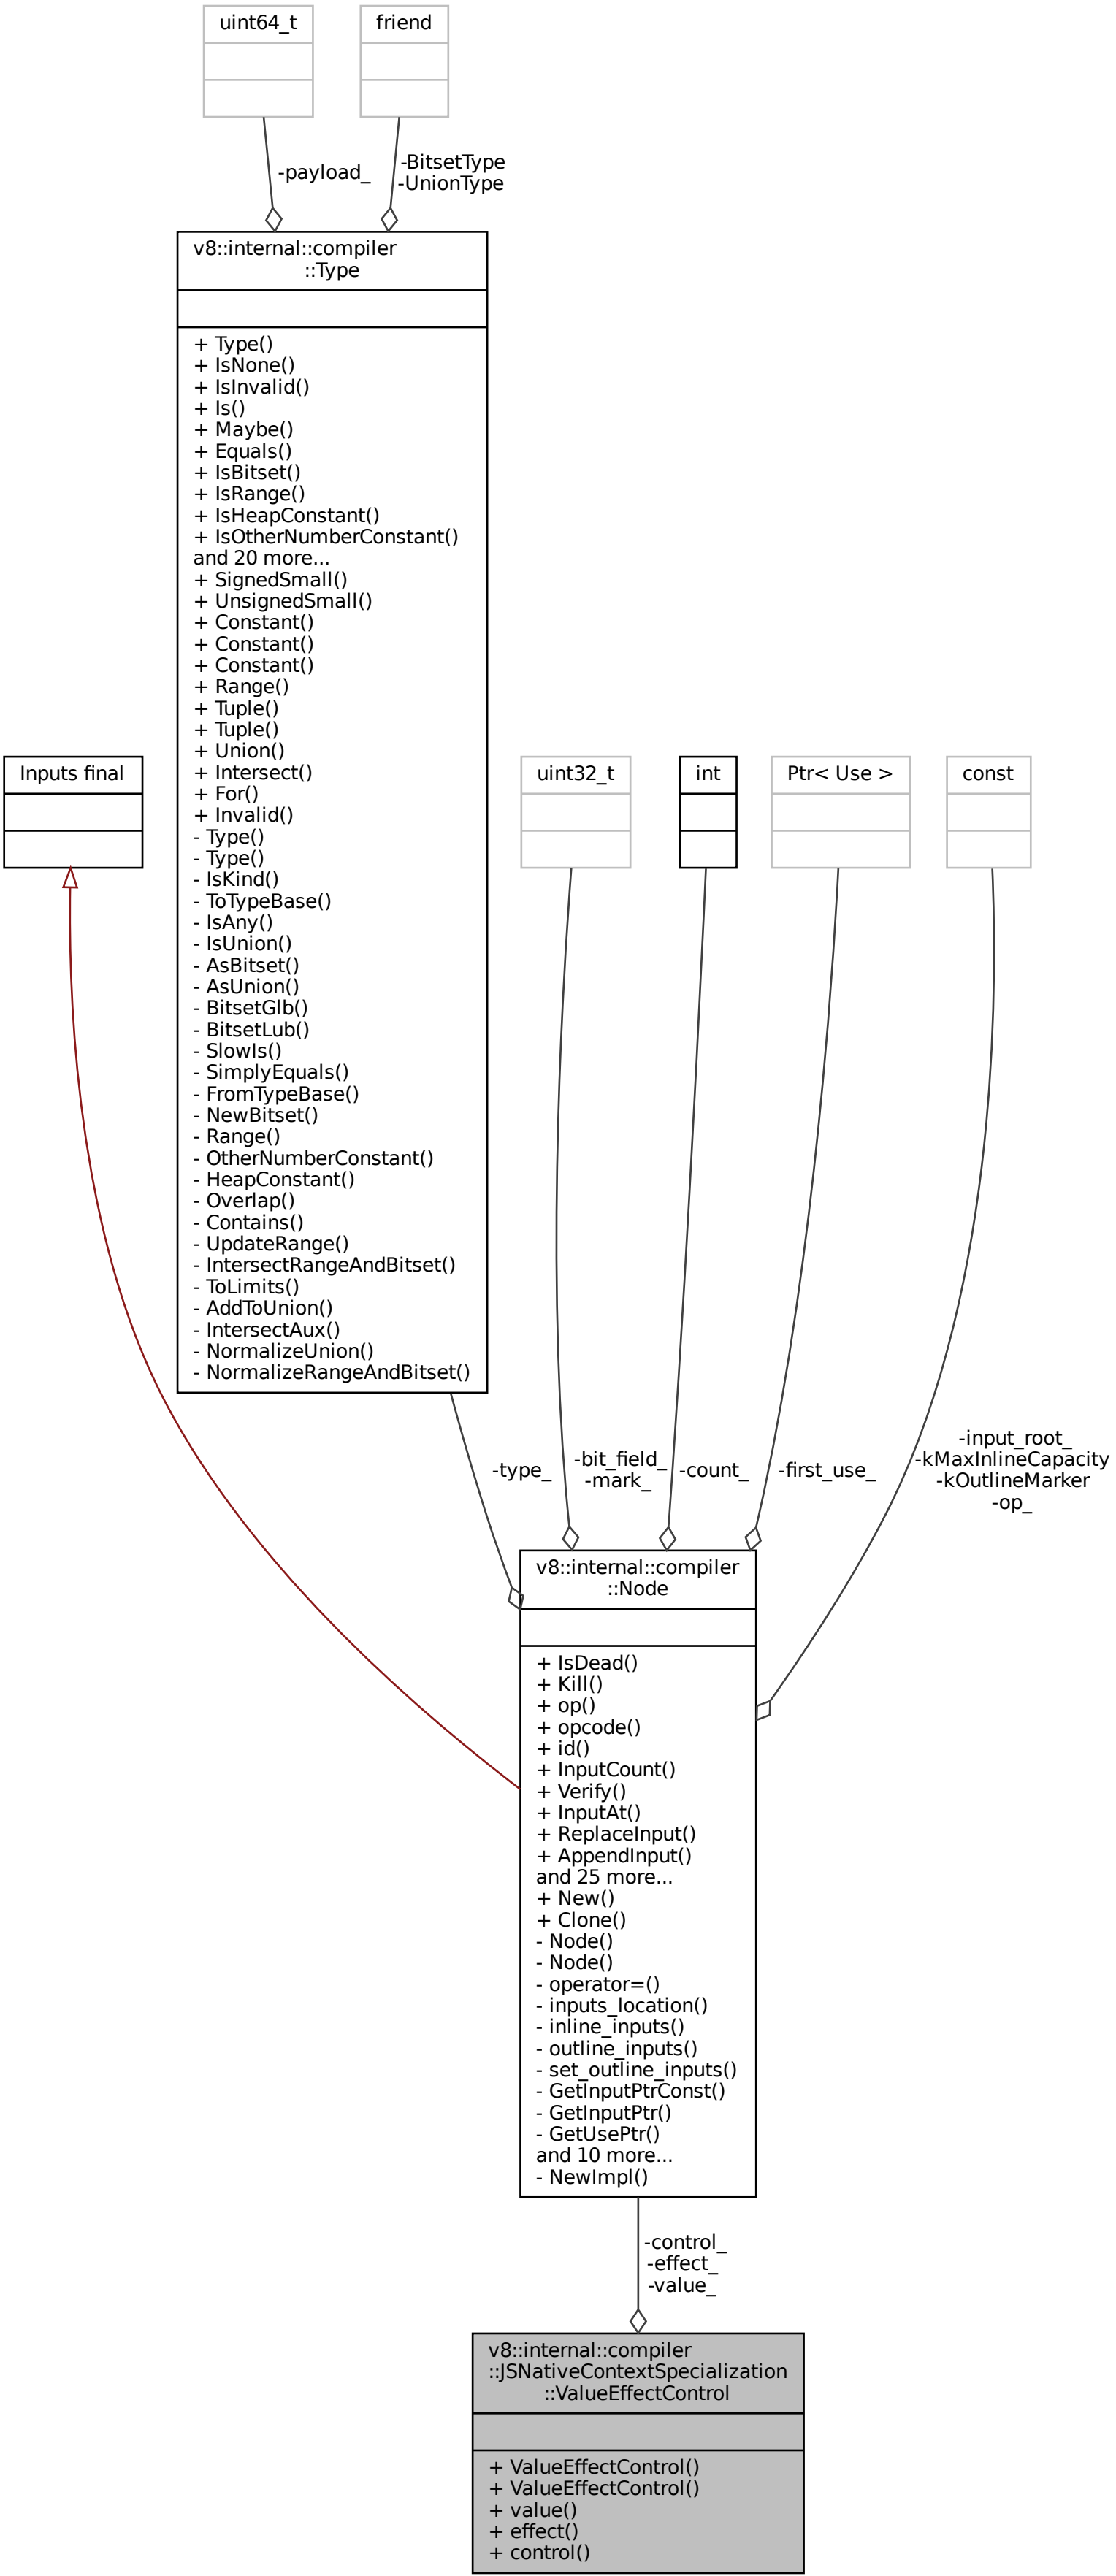 uint64_t
friend
-payload_
-BitsetType
-UnionType
v8::internal::compiler
::Type
+ Type()
+ IsNone()
+ IsInvalid()
+ Is()
+ Maybe()
+ Equals()
+ IsBitset()
+ IsRange()
+ IsHeapConstant()
+ IsOtherNumberConstant()
and 20 more...
+ SignedSmall()
+ UnsignedSmall()
+ Constant()
+ Constant()
+ Constant()
+ Range()
+ Tuple()
+ Tuple()
+ Union()
+ Intersect()
+ For()
+ Invalid()
- Type()
- Type()
- IsKind()
- ToTypeBase()
- IsAny()
- IsUnion()
- AsBitset()
- AsUnion()
- BitsetGlb()
- BitsetLub()
- SlowIs()
- SimplyEquals()
- FromTypeBase()
- NewBitset()
- Range()
- OtherNumberConstant()
- HeapConstant()
- Overlap()
- Contains()
- UpdateRange()
- IntersectRangeAndBitset()
- ToLimits()
- AddToUnion()
- IntersectAux()
- NormalizeUnion()
- NormalizeRangeAndBitset()
Inputs final
uint32_t
int
Ptr< Use >
const
-type_
-bit_field_
-mark_
-count_
-first_use_
-input_root_
-kMaxInlineCapacity
-kOutlineMarker
-op_
v8::internal::compiler
::Node
+ IsDead()
+ Kill()
+ op()
+ opcode()
+ id()
+ InputCount()
+ Verify()
+ InputAt()
+ ReplaceInput()
+ AppendInput()
and 25 more...
+ New()
+ Clone()
- Node()
- Node()
- operator=()
- inputs_location()
- inline_inputs()
- outline_inputs()
- set_outline_inputs()
- GetInputPtrConst()
- GetInputPtr()
- GetUsePtr()
and 10 more...
- NewImpl()
-control_
-effect_
-value_
v8::internal::compiler
::JSNativeContextSpecialization
::ValueEffectControl
+ ValueEffectControl()
+ ValueEffectControl()
+ value()
+ effect()
+ control()